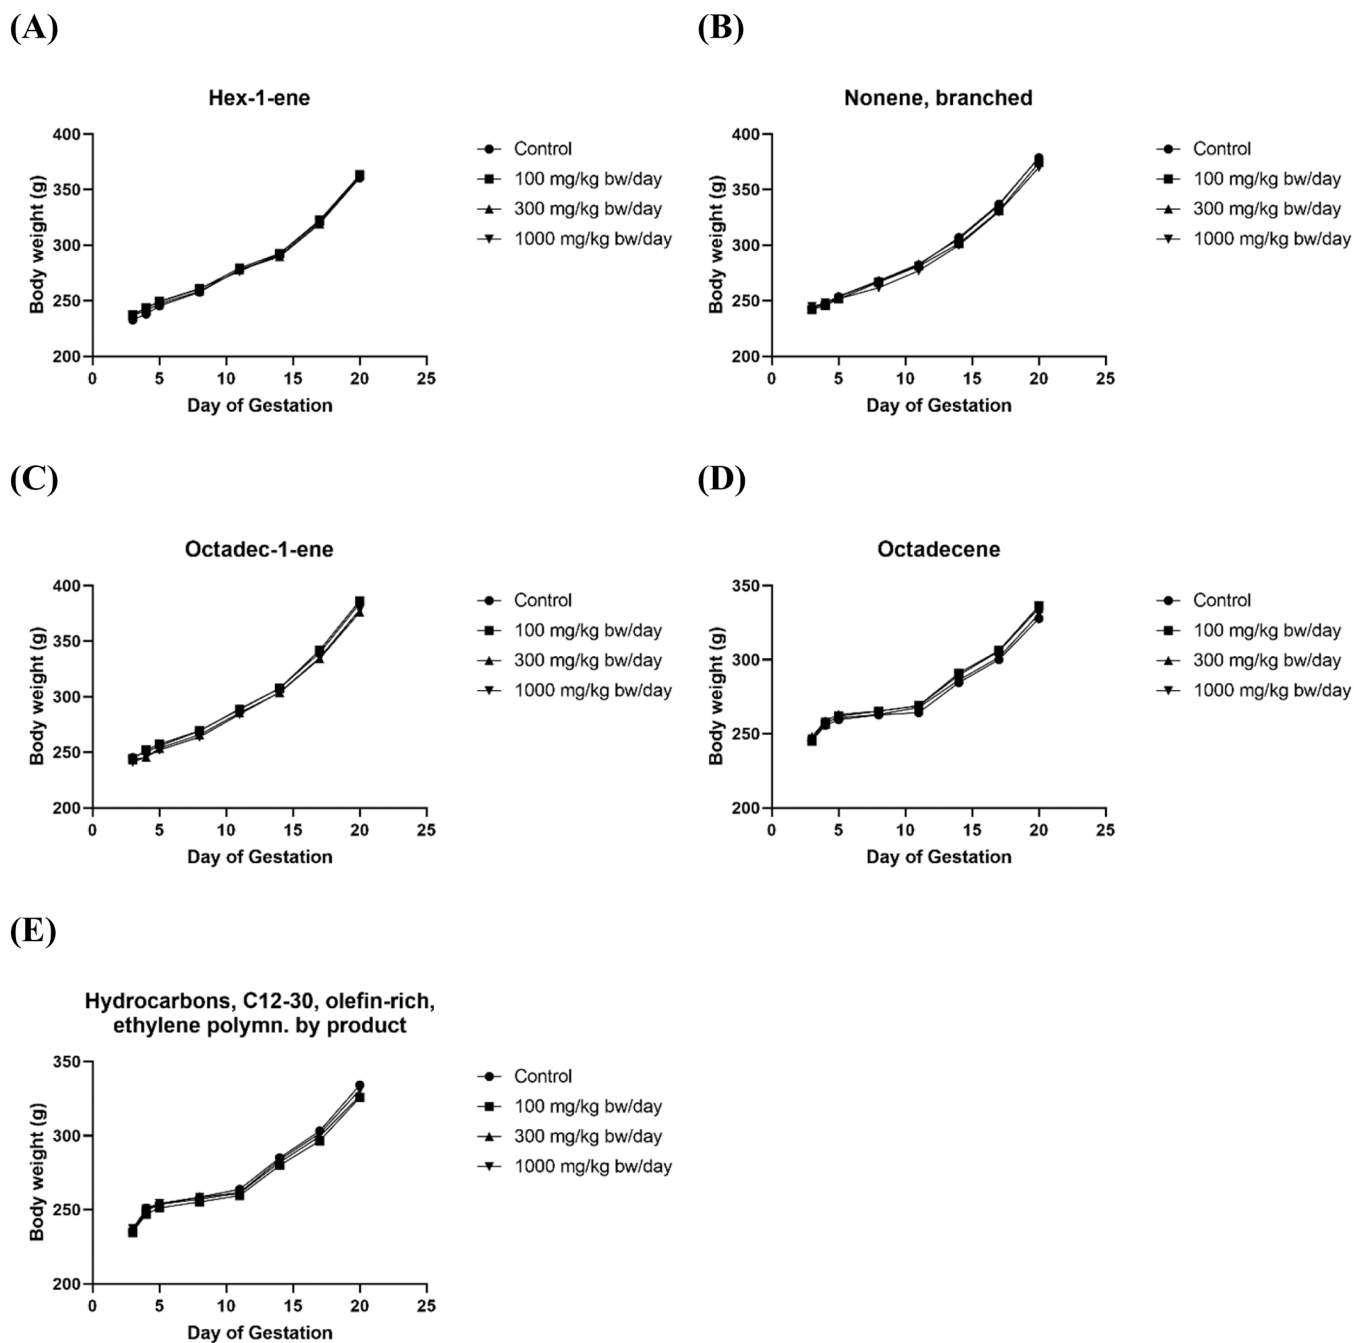 (A)
Hex-1-ene
400
350
300
250
200
0 5 10 15 20 25
Body weight (g)
Day of Gestation
Control
100 mg/kg bw/day
300 mg/kg bw/day
1000 mg/kg bw/day
(B)
Nonene, branched
400
350
300
250
200
0 5 10 15 20 25
Body weight (g)
Day of Gestation
Control
100 mg/kg bw/day
300 mg/kg bw/day
1000 mg/kg bw/day
(C)
Octadec-1-ene
400
350
300
250
200
0 5 10 15 20 25
Body weight (g)
Day of Gestation
Control
100 mg/kg bw/day
300 mg/kg bw/day
1000 mg/kg bw/day
(D)
Octadecene
350
300
250
200
0 5 10 15 20 25
Body weight (g)
Day of Gestation
Control
100 mg/kg bw/day
300 mg/kg bw/day
1000 mg/kg bw/day
(E)
Hydrocarbons, C12-30, olefin-rich,
ethylene polymn. by product
350
300
250
200
0 5 10 15 20 25
Body weight (g)
Day of Gestation
Control
100 mg/kg bw/day
300 mg/kg bw/day
1000 mg/kg bw/day